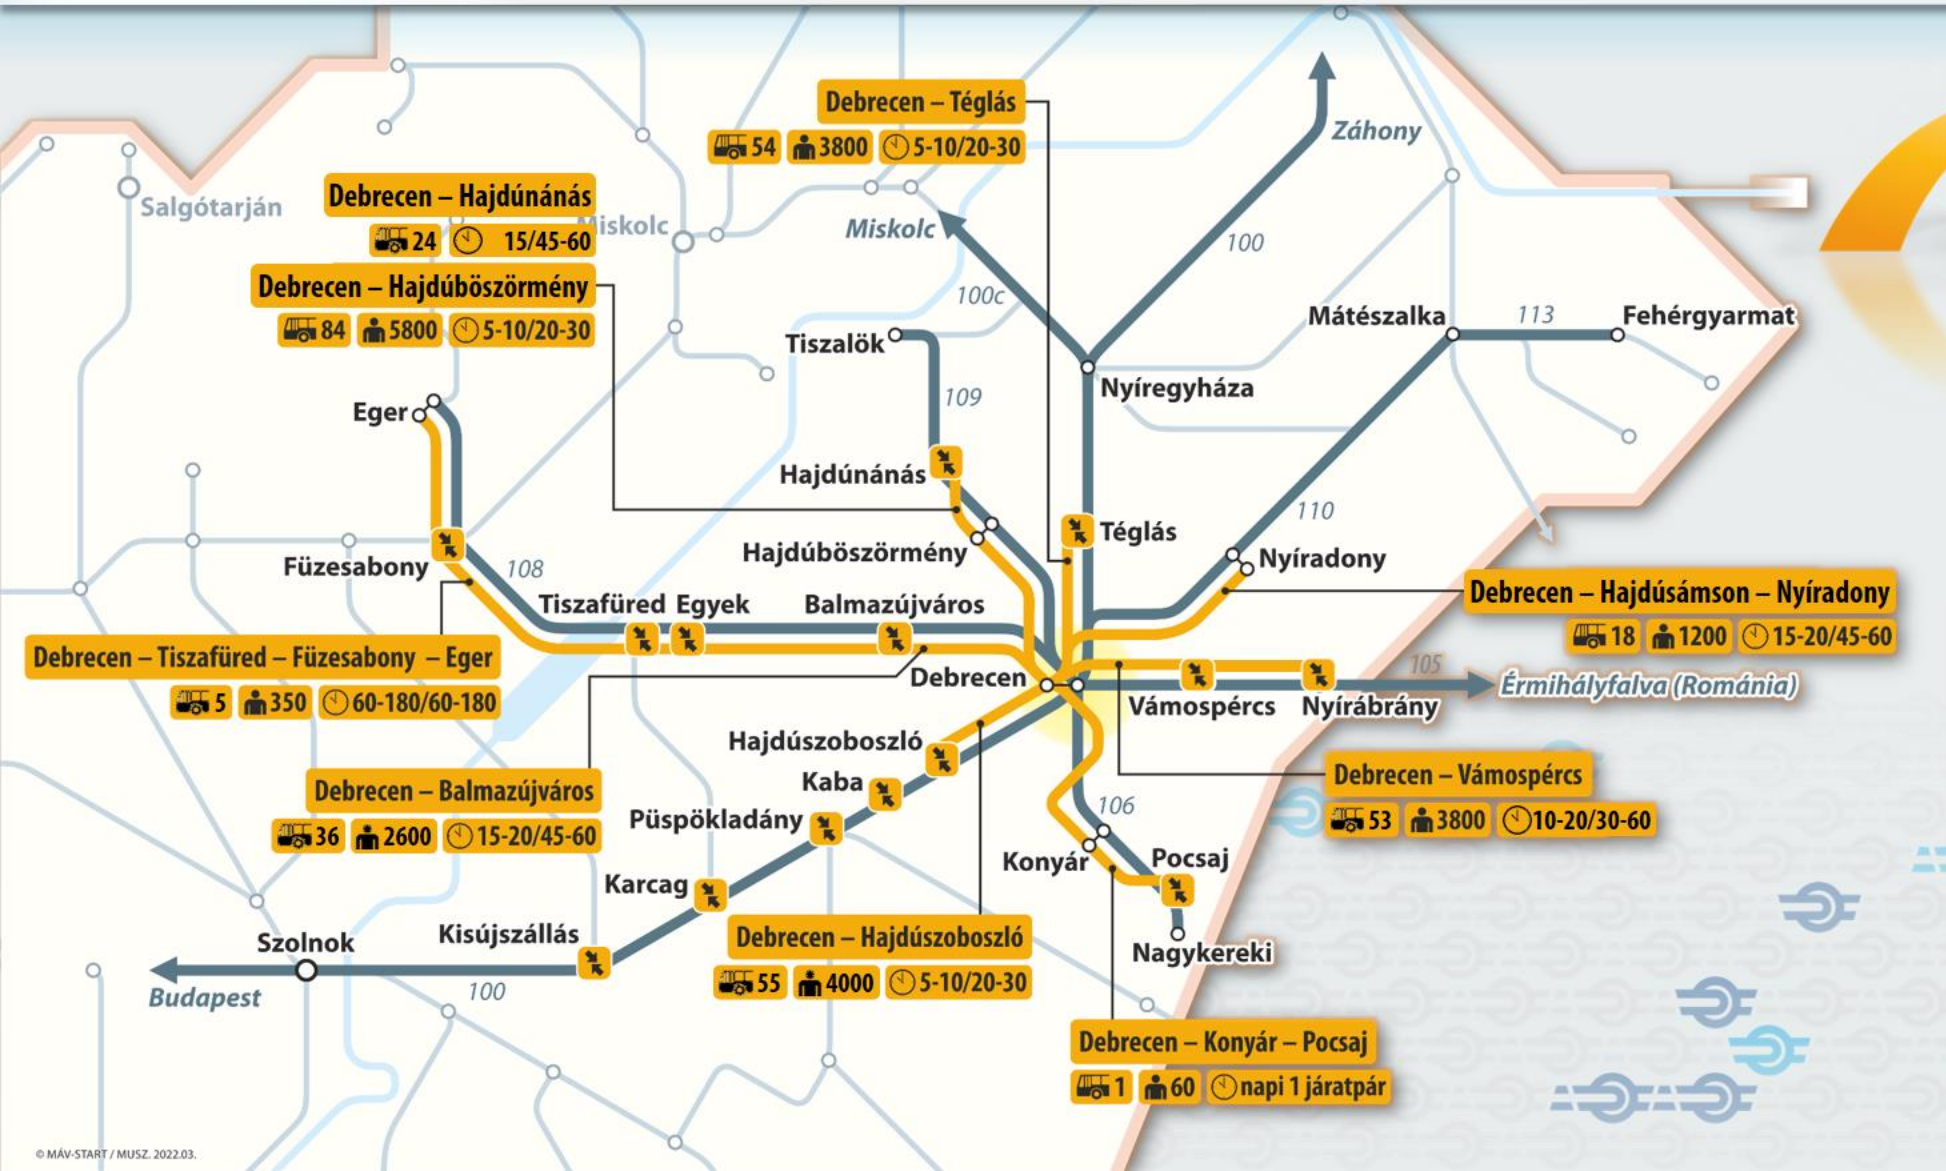 Debrecen – Téglás
54 3800 5-10/20-30
Záhony
Debrecen – Hajdúnánás
24 15/45-60
Salgótarján
Miskolc
Miskolc
100
Debrecen – Hajdúböszörmény
84 5800 5-10/20-30
100c
Mátészalka
113
Fehérgyarmat
Tiszalök
Nyíregyháza
109
Eger
Hajdúnánás
110
Téglás
Hajdúböszörmény
Nyíradony
Füzesabony
108
Debrecen – Hajdúsámson – Nyíradony
18 1200 15-20/45-60
Tiszafüred
Egyek
Balmazújváros
Debrecen – Tiszafüred – Füzesabony – Eger
5 350 60-180/60-180
Debrecen
105
Érmihályfalva (Románia)
Vámospércs
Nyírábrány
Hajdúszoboszló
Kaba
Debrecen – Vámospércs
53 3800 10-20/30-60
Debrecen – Balmazújváros
36 2600 15-20/45-60
Püspökladány
106
Konyár
Pocsaj
Karcag
Debrecen – Hajdúszoboszló
55 4000 5-10/20-30
Kisújszállás
Szolnok
Nagykereki
Budapest
100
Debrecen – Konyár – Pocsaj
1 60 napi 1 járatpár
© MÁV-START / MUSZ. 2022.03.